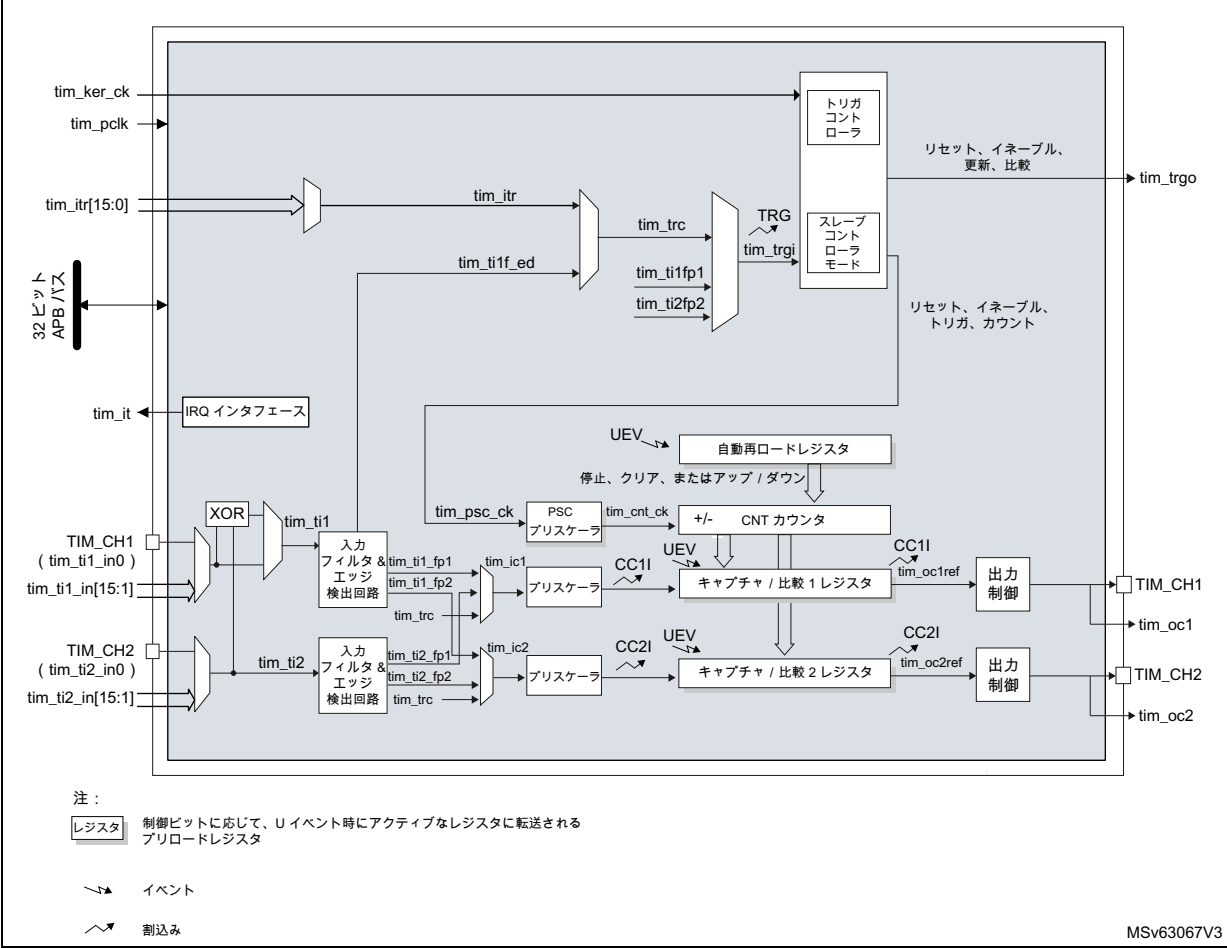 tim_ker_ck
tim_pclk
トリガ
コント
ローラ
リセット、イネーブル、
更新、比較
tim_trgo
tim_itr[15:0]
tim_itr
tim_trc
TRG
tim_trgi
スレーブ
コント
ローラ
モード
tim_ti1f_ed
tim_ti1fp1
tim_ti2fp2
32 ビット
APB バス
リセット、イネーブル、
トリガ、カウント
tim_it
IRQ インタフェース
UEV
自動再ロードレジスタ
停止、クリア、またはアップ / ダウン
tim_psc_ck
PSC
プリスケーラ
tim_cnt_ck
+/-
CNT カウンタ
XOR
tim_ti1
TIM_CH1
( tim_ti1_in0 )
tim_ti1_in[15:1]
入力
フィルタ &
エッジ
検出回路
tim_ti1_fp1
tim_ti1_fp2
tim_trc
tim_ic1
プリスケーラ
CC1I
UEV
キャプチャ / 比較 1 レジスタ
CC1I
tim_oc1ref
出力
制御
TIM_CH1
tim_oc1
TIM_CH2
( tim_ti2_in0 )
tim_ti2_in[15:1]
tim_ti2
入力
フィルタ &
エッジ
検出回路
tim_ti2_fp1
tim_ti2_fp2
tim_trc
tim_ic2
プリスケーラ
CC2I
UEV
キャプチャ / 比較 2 レジスタ
CC2I
tim_oc2ref
出力
制御
TIM_CH2
tim_oc2
注：
レジスタ
制御ビットに応じて、U イベント時にアクティブなレジスタに転送される
プリロードレジスタ
イベント
割込み
MSv63067V3